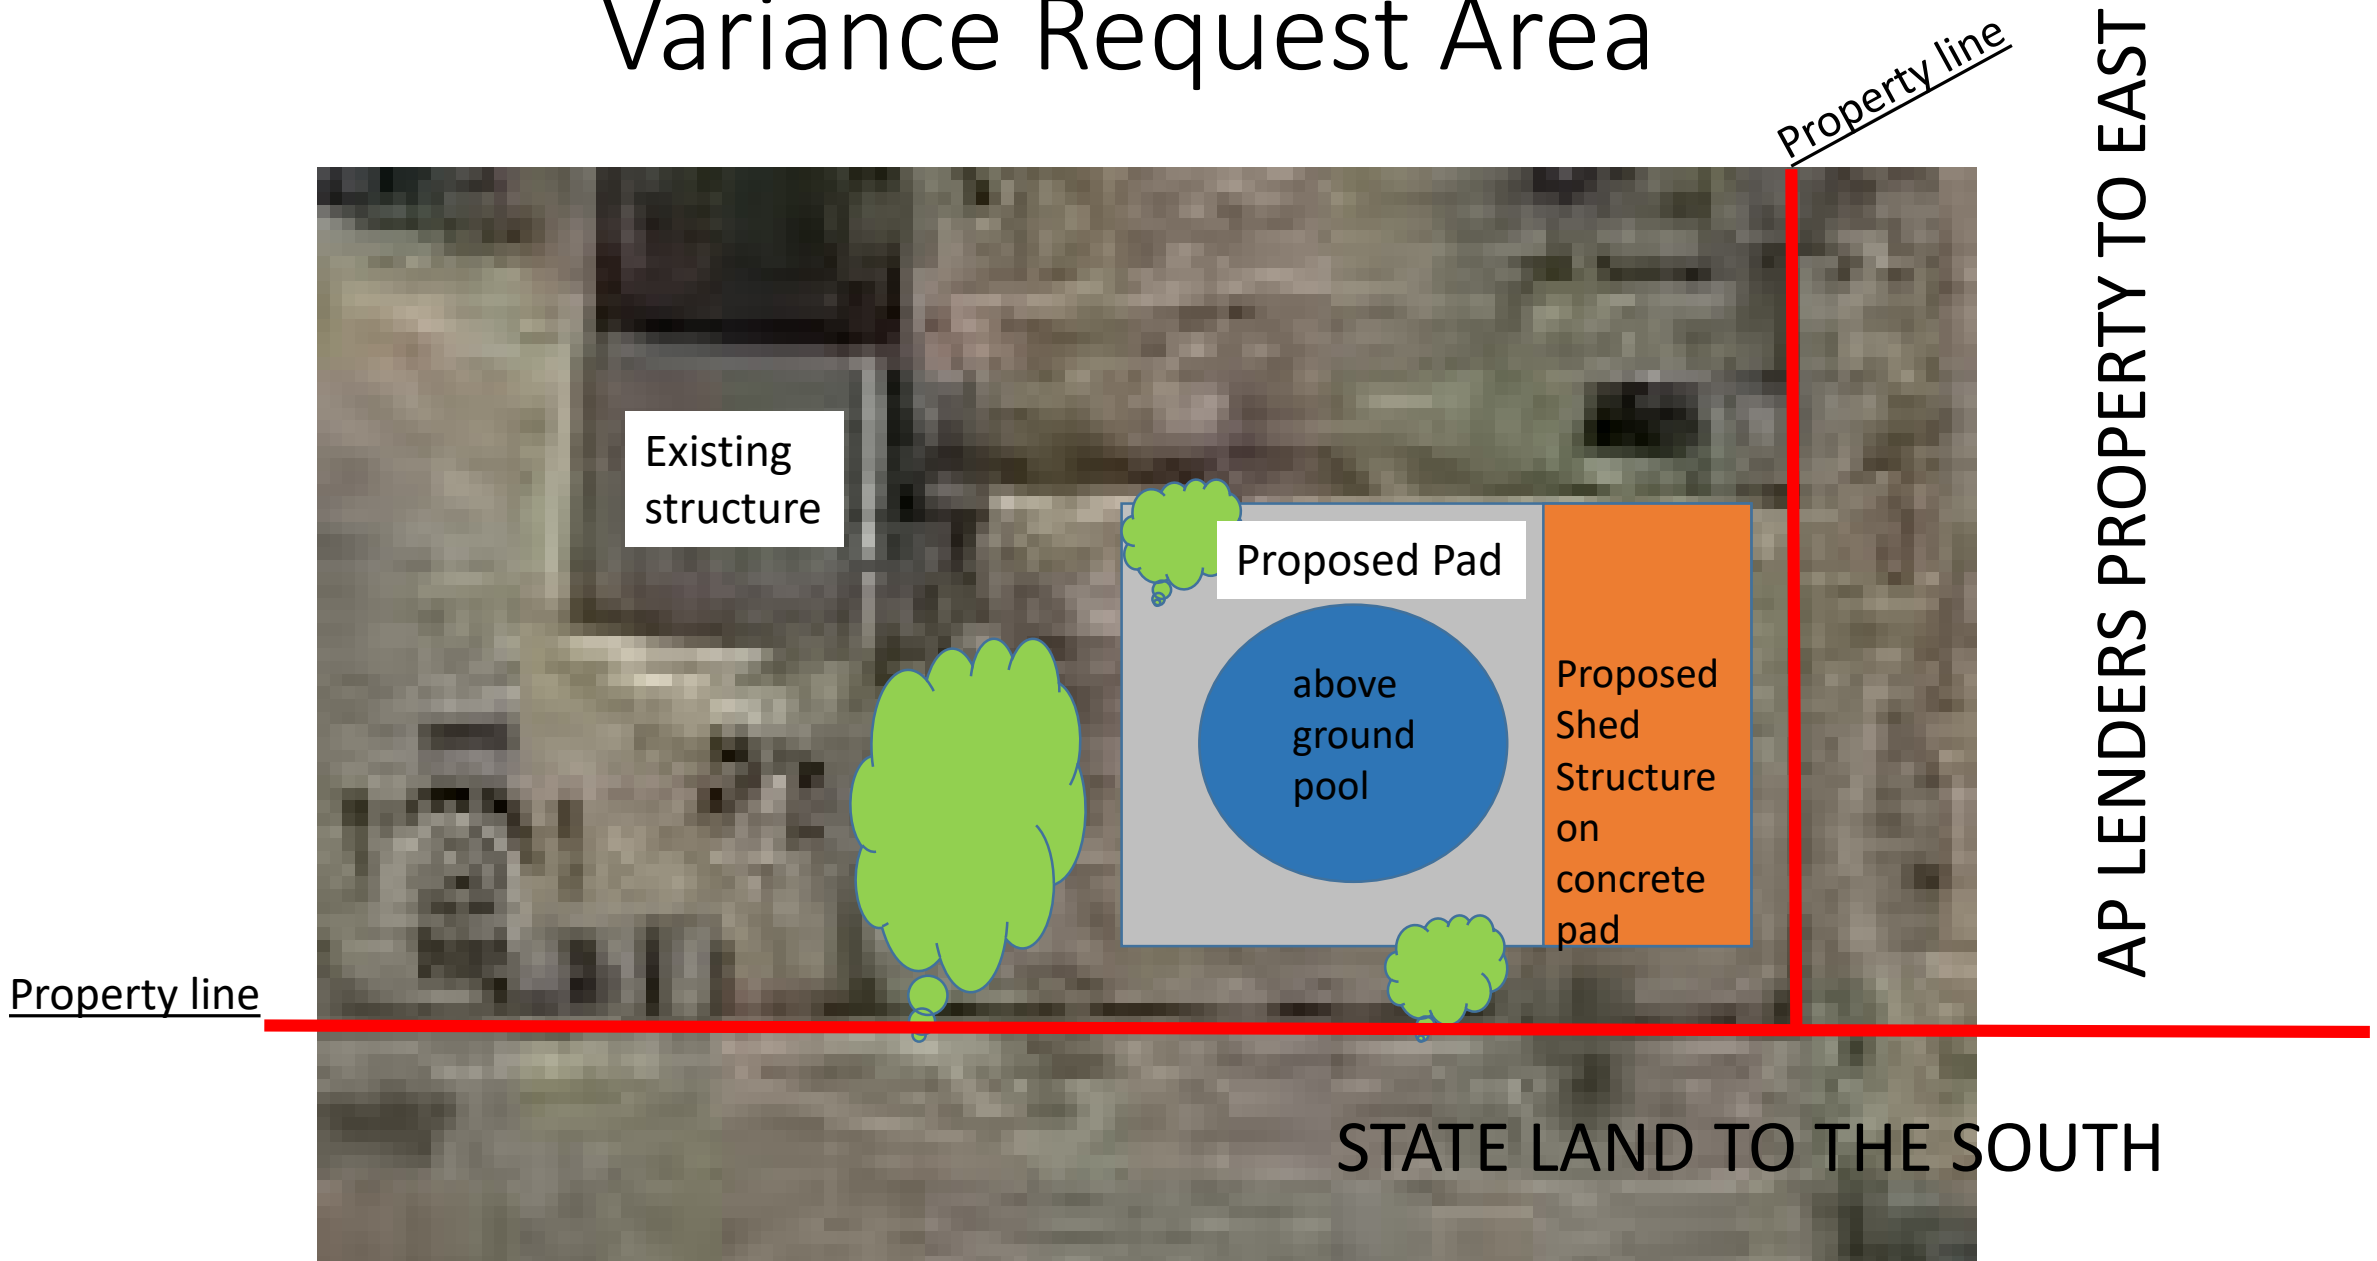 Variance Request Area
Property line
AP LENDERS PROPERTY TO EAST
Existing
structure
Proposed Pad
above
ground
pool
Proposed
Shed
Structure
on
concrete
pad
Property line
STATE LAND TO THE SOUTH